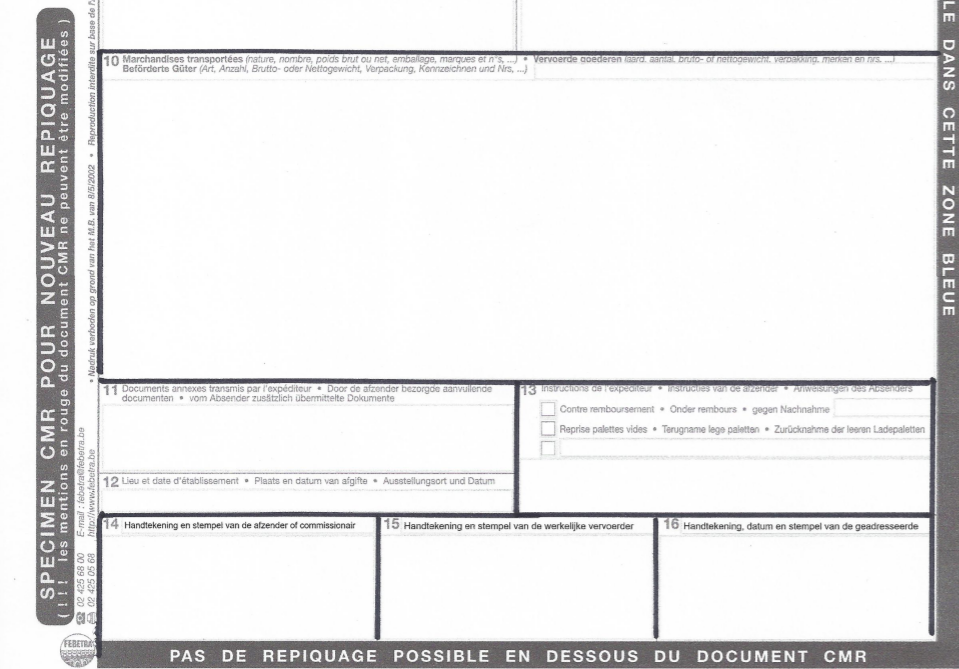 SPECIMEN CMR POUR NOUVEAU REPIQUAGE
( ! ! ! les mentions en rouge du document CMR ne peuvent être modifiées )
02 425 68 00 E-mail : febetra@febetra.be
02 425 05 68 http://www.febetra.be
• Nadruk verboden op grond van het M.B. van 8/5/2002 • Reproduction interdite sur base de l'
10 Marchandises transportées (nature, nombre, poids brut ou net, emballage, marques et n°s, ...) • Vervoerde goederen (aard, aantal, bruto- of nettogewicht, verpakking, merken en nrs, ...)
Beförderte Güter (Art, Anzahl, Brutto- oder Nettogewicht, Verpackung, Kennzeichen und Nrs, ...)
11 Documents annexes transmis par l'expéditeur • Door de afzender bezorgde aanvullende
documenten • vom Absender zusätzlich übermittelte Dokumente
12 Lieu et date d'établissement • Plaats en datum van afgifte • Ausstellungsort und Datum
13 Instructions de l'expéditeur • Instructies van de afzender • Anweisungen des Absenders
Contre remboursement • Onder rembours • gegen Nachnahme
Reprise palettes vides • Terugname lege paletten • Zurücknahme der leeren Ladepaletten
14 Handtekening en stempel van de afzender of commissionair
15 Handtekening en stempel van de werkelijke vervoerder
16 Handtekening, datum en stempel van de geadresseerde
LE DANS CETTE ZONE BLEUE
FEBETRA
PAS DE REPIQUAGE POSSIBLE EN DESSOUS DU DOCUMENT CMR